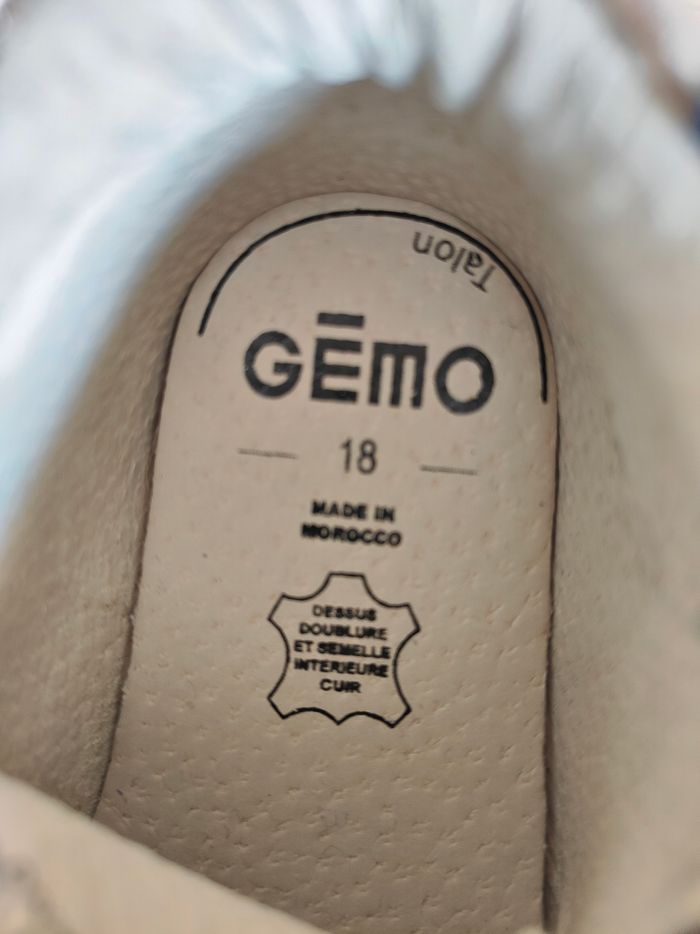 Talon
GĒMO
18
MADE IN
MOROCCO
DESSUS
DOUBLURE
ET SEMELLE
INTERIEURE
CUIR